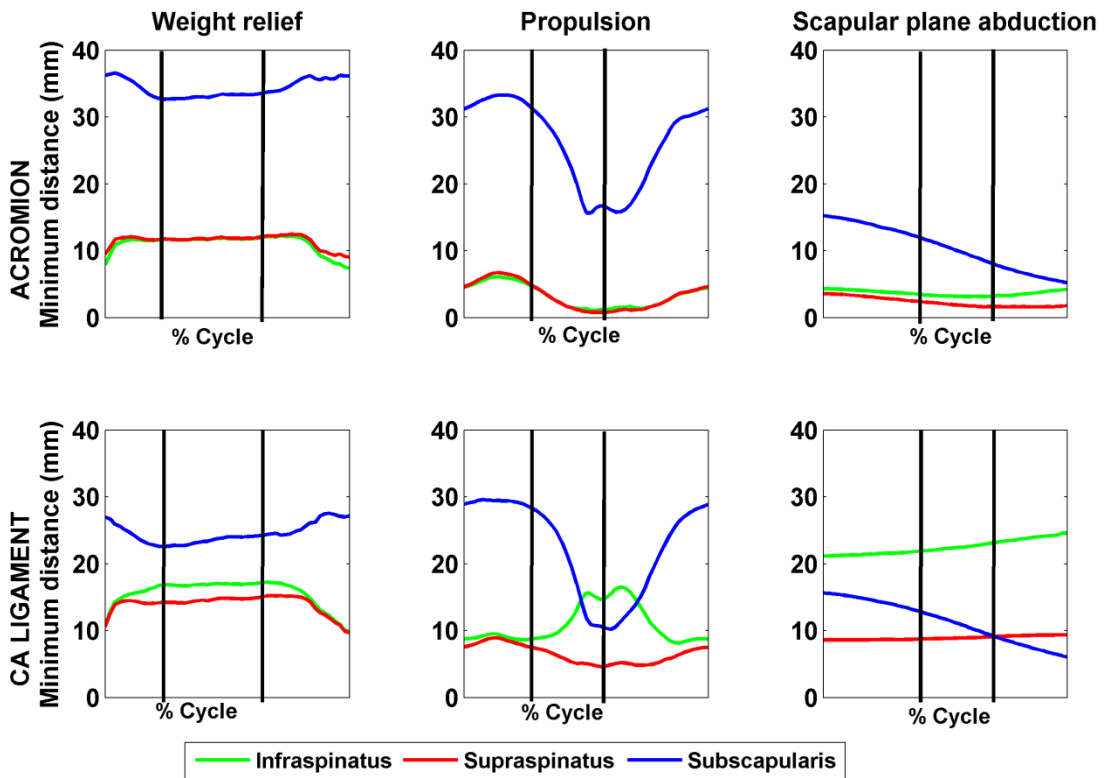 Weight relief
Propulsion
Scapular plane abduction
ACROMION
Minimum distance (mm)
40
30
20
10
0
% Cycle
40
30
20
10
0
% Cycle
40
30
20
10
0
% Cycle
CA LIGAMENT
Minimum distance (mm)
40
30
20
10
0
% Cycle
40
30
20
10
0
% Cycle
40
30
20
10
0
% Cycle
Infraspinatus Supraspinatus Subscapularis